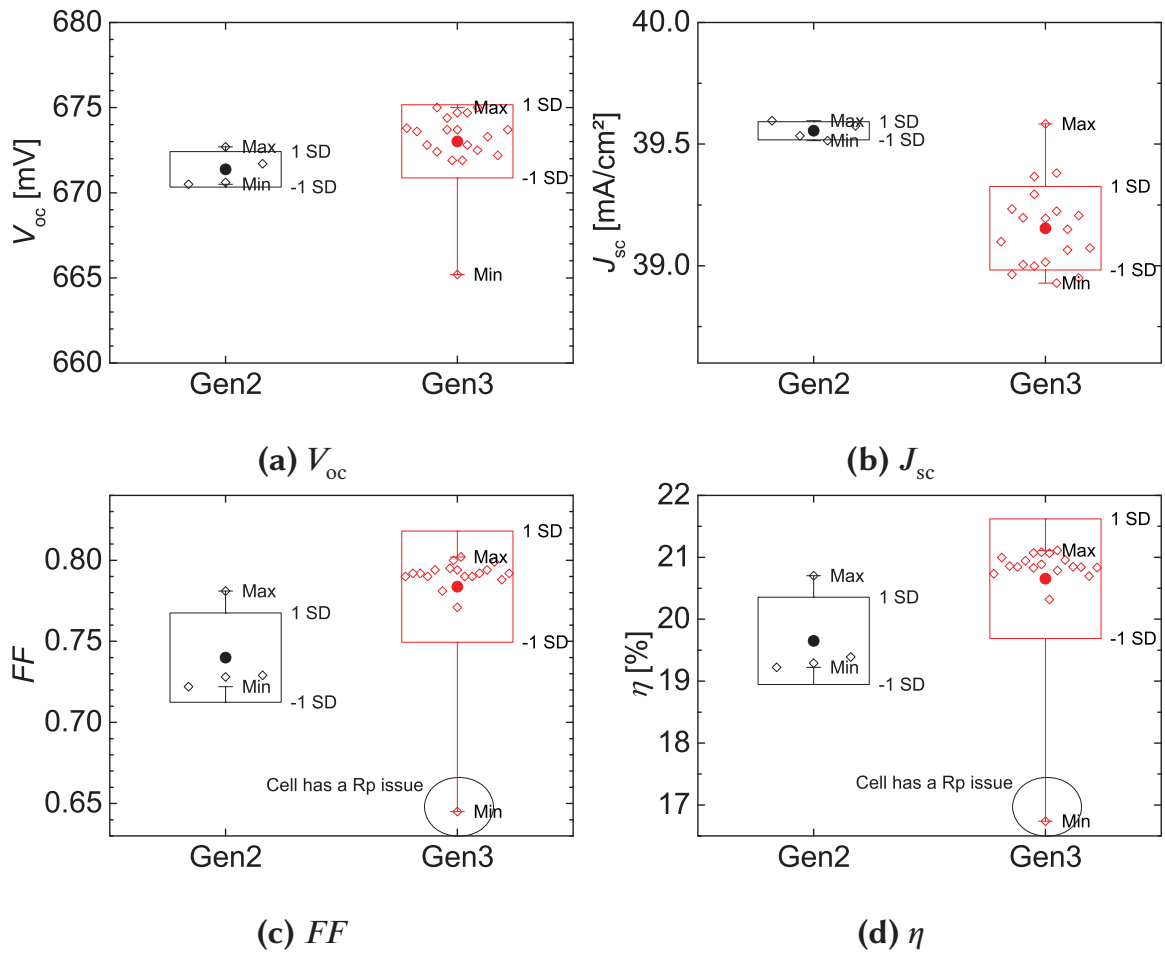 680
675
670
665
660
V_oc [mV]
Max
1 SD
Min
-1 SD
Max
1 SD
-1 SD
Min
Gen2
Gen3
(a) V_oc
40.0
39.5
39.0
J_sc [mA/cm²]
Max
1 SD
Min
-1 SD
Max
1 SD
-1 SD
Min
Gen2
Gen3
(b) J_sc
0.80
0.75
0.70
0.65
FF
Max
1 SD
Min
-1 SD
1 SD
Max
-1 SD
Cell has a Rp issue
Min
Gen2
Gen3
(c) FF
22
21
20
19
18
17
η [%]
Max
1 SD
Min
-1 SD
1 SD
Max
-1 SD
Cell has a Rp issue
Min
Gen2
Gen3
(d) η